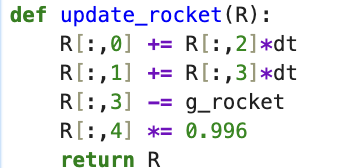 def update_rocket(R):
    R[:,0] += R[:,2]*dt
    R[:,1] += R[:,3]*dt
    R[:,3] -= g_rocket
    R[:,4] *= 0.996
    return R